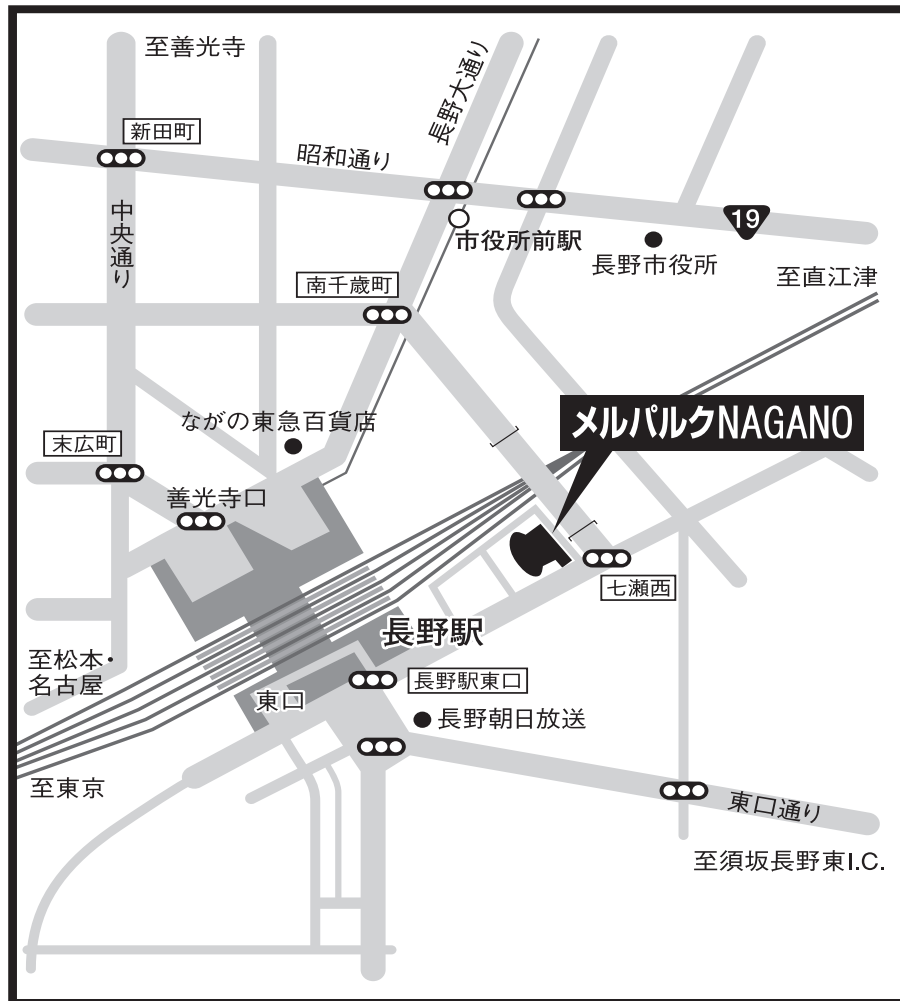 至善光寺
長野大通り
新田町
昭和通り
19
中央通り
市役所前駅
長野市役所
南千歳町
至直江津
メルパルクNAGANO
ながの東急百貨店
末広町
善光寺口
七瀬西
長野駅
至松本・
名古屋
東口
長野駅東口
長野朝日放送
至東京
東口通り
至須坂長野東I.C.